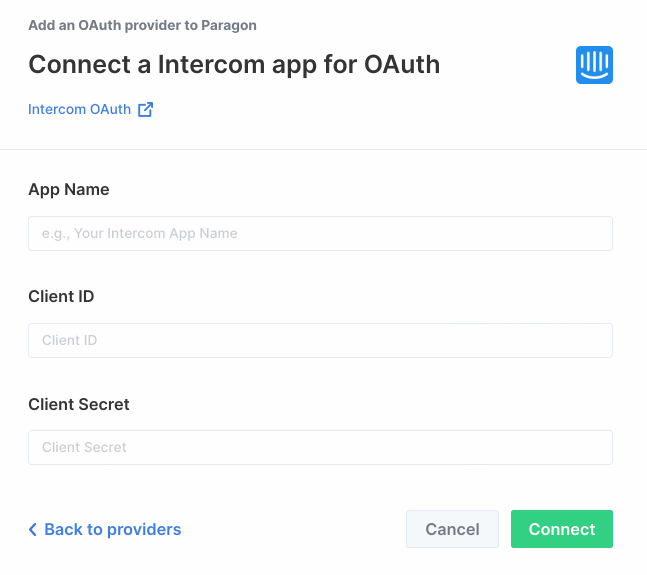 Add an OAuth provider to Paragon
Connect a Intercom app for OAuth
Intercom OAuth
App Name
e.g., Your Intercom App Name
Client ID
Client ID
Client Secret
Client Secret
Back to providers
Cancel
Connect